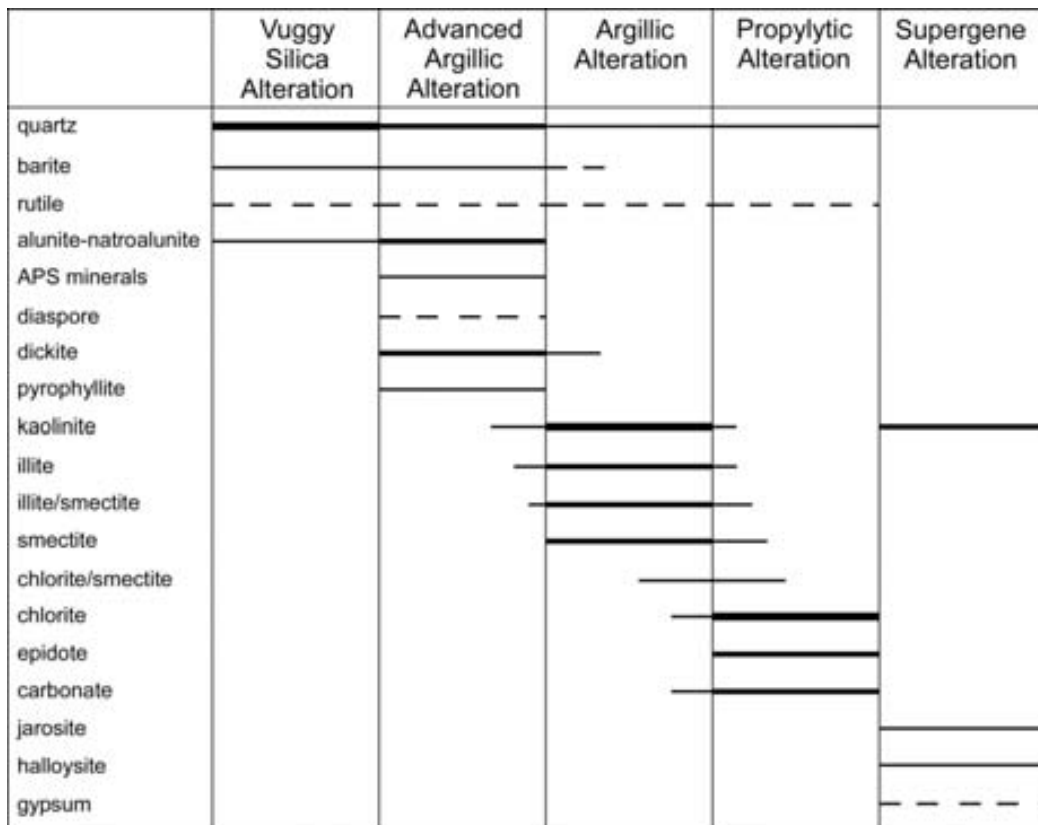 Vuggy
Silica
Alteration
Advanced
Argillic
Alteration
Argillic
Alteration
Propylytic
Alteration
Supergene
Alteration
quartz
barite
rutile
alunite-natroalunite
APS minerals
diaspore
dickite
pyrophyllite
kaolinite
illite
illite/smectite
smectite
chlorite/smectite
chlorite
epidote
carbonate
jarosite
halloysite
gypsum